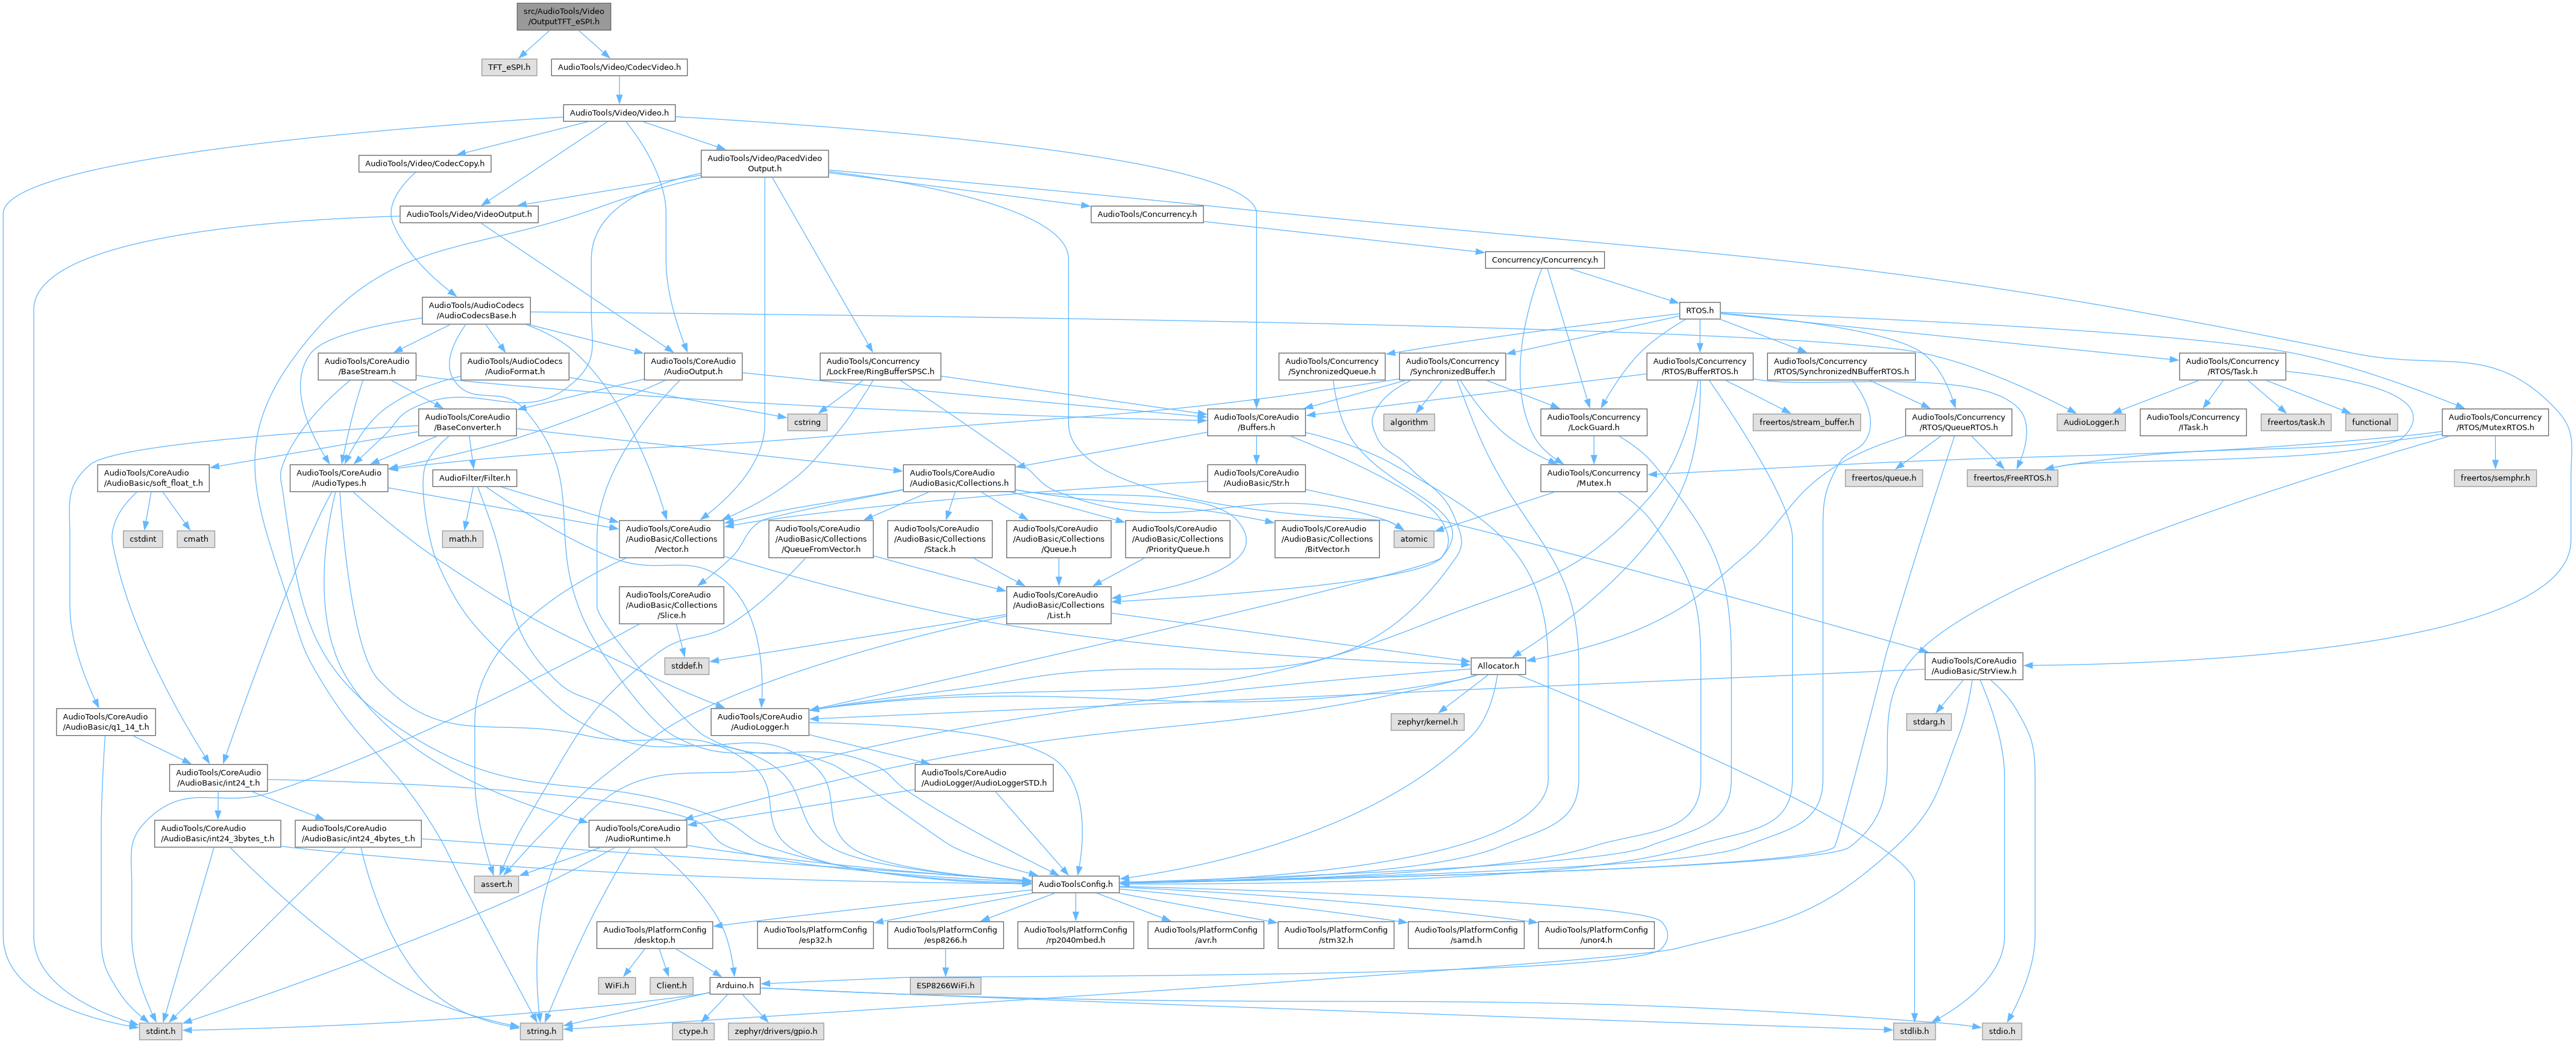 src/AudioTools/Video
/OutputTFT_eSPI.h
TFT_eSPI.h
AudioTools/Video/CodecVideo.h
AudioTools/Video/Video.h
AudioTools/Video/CodecCopy.h
AudioTools/Video/PacedVideo
Output.h
AudioTools/Video/VideoOutput.h
AudioTools/Concurrency.h
Concurrency/Concurrency.h
AudioTools/AudioCodecs
/AudioCodecsBase.h
RTOS.h
AudioTools/CoreAudio
/BaseStream.h
AudioTools/AudioCodecs
/AudioFormat.h
AudioTools/CoreAudio
/AudioOutput.h
AudioTools/Concurrency
/LockFree/RingBufferSPSC.h
AudioTools/Concurrency
/SynchronizedQueue.h
AudioTools/Concurrency
/SynchronizedBuffer.h
AudioTools/Concurrency
/RTOS/BufferRTOS.h
AudioTools/Concurrency
/RTOS/SynchronizedNBufferRTOS.h
AudioTools/Concurrency
/RTOS/Task.h
AudioTools/CoreAudio
/BaseConverter.h
cstring
AudioTools/CoreAudio
/Buffers.h
algorithm
AudioTools/Concurrency
/LockGuard.h
freertos/stream_buffer.h
AudioTools/Concurrency
/RTOS/QueueRTOS.h
AudioLogger.h
AudioTools/Concurrency
/ITask.h
freertos/task.h
functional
AudioTools/Concurrency
/RTOS/MutexRTOS.h
AudioTools/CoreAudio
/AudioBasic/soft_float_t.h
AudioTools/CoreAudio
/AudioTypes.h
AudioFilter/Filter.h
AudioTools/CoreAudio
/AudioBasic/Collections.h
AudioTools/CoreAudio
/AudioBasic/Str.h
AudioTools/Concurrency
/Mutex.h
freertos/queue.h
freertos/FreeRTOS.h
freertos/semphr.h
cstdint
cmath
math.h
AudioTools/CoreAudio
/AudioBasic/Collections
/Vector.h
AudioTools/CoreAudio
/AudioBasic/Collections
/QueueFromVector.h
AudioTools/CoreAudio
/AudioBasic/Collections
/Stack.h
AudioTools/CoreAudio
/AudioBasic/Collections
/Queue.h
AudioTools/CoreAudio
/AudioBasic/Collections
/PriorityQueue.h
AudioTools/CoreAudio
/AudioBasic/Collections
/BitVector.h
atomic
AudioTools/CoreAudio
/AudioBasic/Collections
/Slice.h
AudioTools/CoreAudio
/AudioBasic/Collections
/List.h
stddef.h
Allocator.h
AudioTools/CoreAudio
/AudioBasic/StrView.h
AudioTools/CoreAudio
/AudioBasic/q1_14_t.h
AudioTools/CoreAudio
/AudioLogger.h
zephyr/kernel.h
stdarg.h
AudioTools/CoreAudio
/AudioBasic/int24_t.h
AudioTools/CoreAudio
/AudioLogger/AudioLoggerSTD.h
AudioTools/CoreAudio
/AudioBasic/int24_3bytes_t.h
AudioTools/CoreAudio
/AudioBasic/int24_4bytes_t.h
AudioTools/CoreAudio
/AudioRuntime.h
assert.h
AudioToolsConfig.h
AudioTools/PlatformConfig
/desktop.h
AudioTools/PlatformConfig
/esp32.h
AudioTools/PlatformConfig
/esp8266.h
AudioTools/PlatformConfig
/rp2040mbed.h
AudioTools/PlatformConfig
/avr.h
AudioTools/PlatformConfig
/stm32.h
AudioTools/PlatformConfig
/samd.h
AudioTools/PlatformConfig
/unor4.h
WiFi.h
Client.h
Arduino.h
ESP8266WiFi.h
stdint.h
string.h
ctype.h
zephyr/drivers/gpio.h
stdlib.h
stdio.h